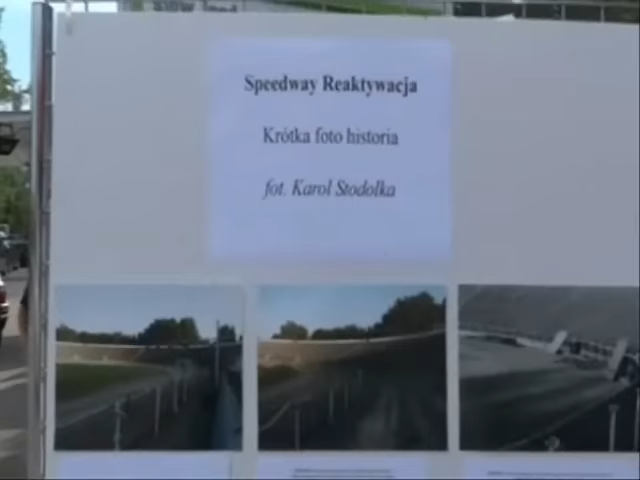 Speedway Reaktywacja
Krótka foto historia
fot. Karol Stodolka